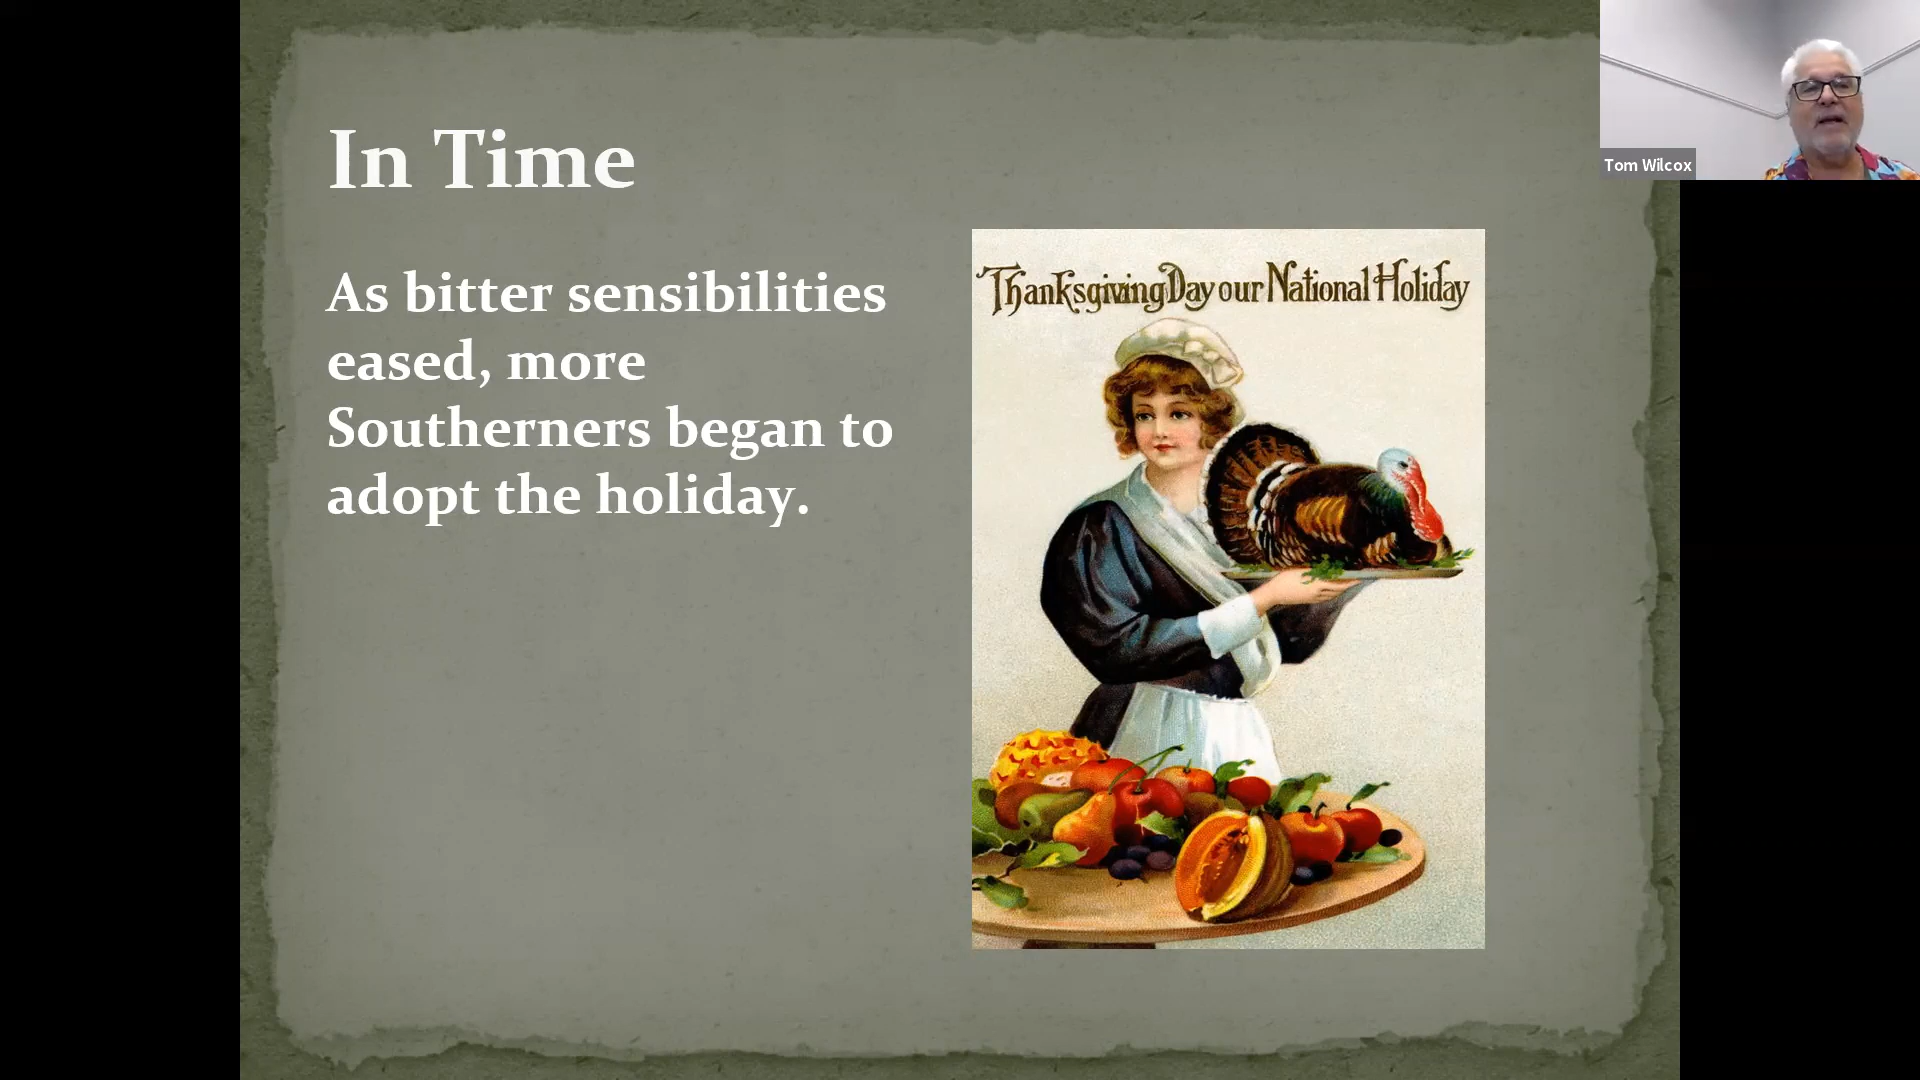 In Time
As bitter sensibilities
eased, more
Southerners began to
adopt the holiday.
Thanksgiving Day our National Holiday
Tom Wilcox